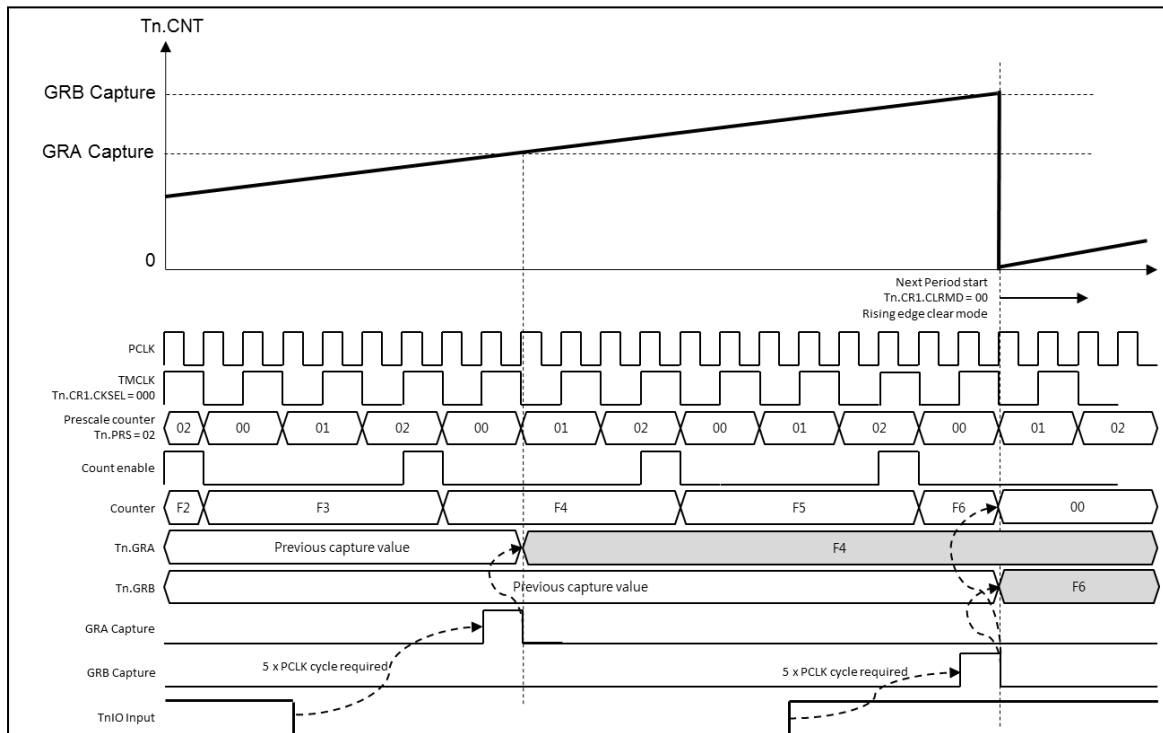 Tn.CNT
GRB Capture
GRA Capture
0
Next Period start
Tn.CR1.CLRMD = 00
Rising edge clear mode
PCLK
TMCLK
Tn.CR1.CKSEL = 000
Prescale counter
Tn.PRS = 02
02 00 01 02 00 01 02 00 01 02 00 01 02
Count enable
Counter F2 F3 F4 F5 F6 00
Tn.GRA Previous capture value F4
Tn.GRB Previous capture value F6
GRA Capture
5 x PCLK cycle required
GRB Capture
5 x PCLK cycle required
TnIO Input